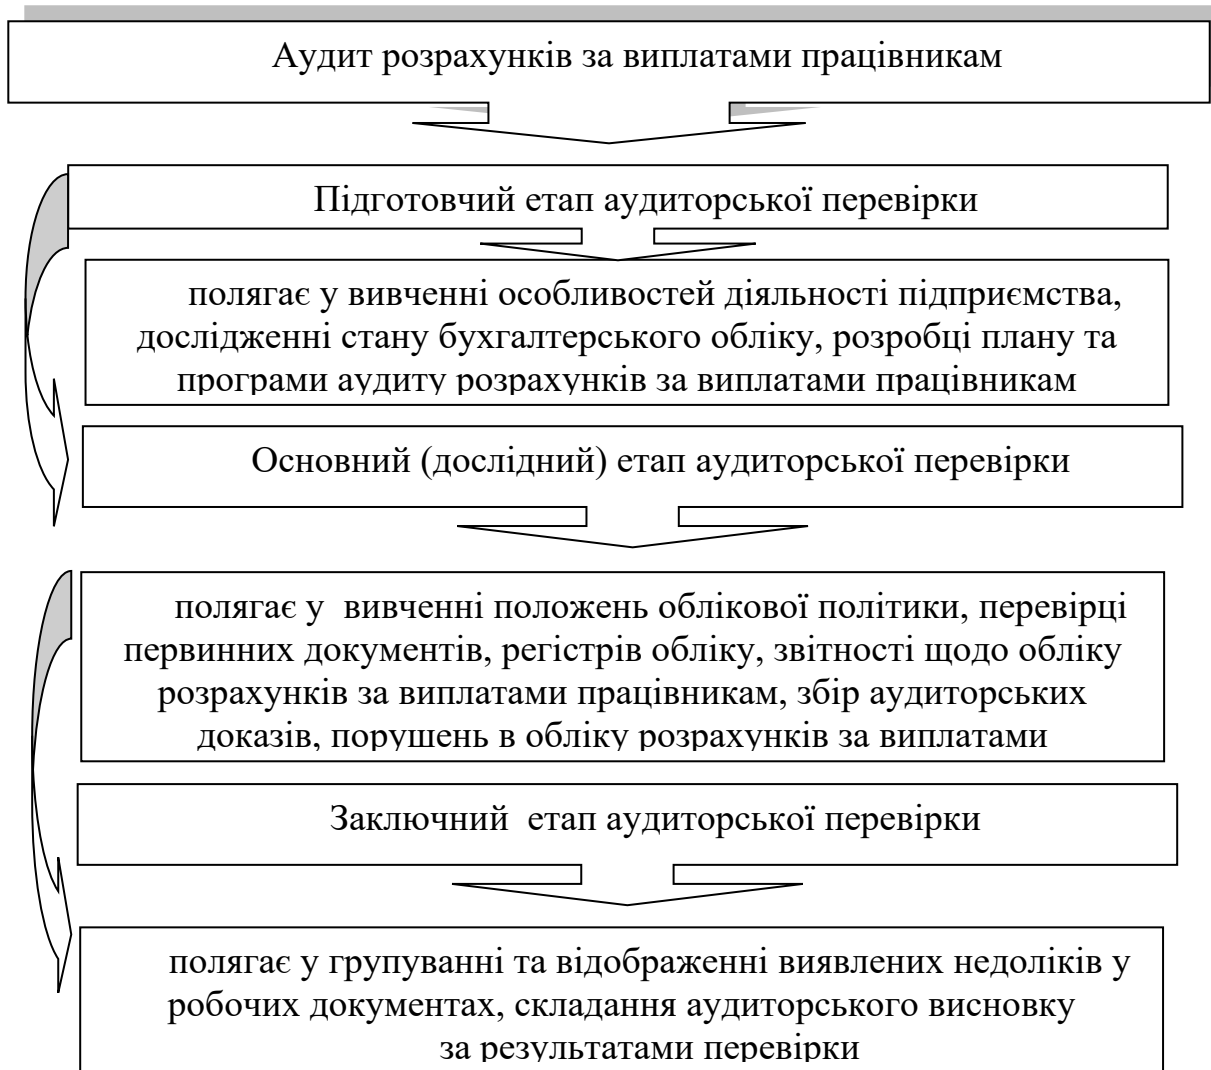 Аудит розрахунків за виплатами працівникам
Підготовчий етап аудиторської перевірки
полягає у вивченні особливостей діяльності підприємства,
дослідженні стану бухгалтерського обліку, розробці плану та
програми аудиту розрахунків за виплатами працівникам
Основний (дослідний) етап аудиторської перевірки
полягає у вивченні положень облікової політики, перевірці
первинних документів, регістрів обліку, звітності щодо обліку
розрахунків за виплатами працівникам, збір аудиторських
доказів, порушень в обліку розрахунків за виплатами
Заключний етап аудиторської перевірки
полягає у групуванні та відображенні виявлених недоліків у
робочих документах, складання аудиторського висновку
за результатами перевірки